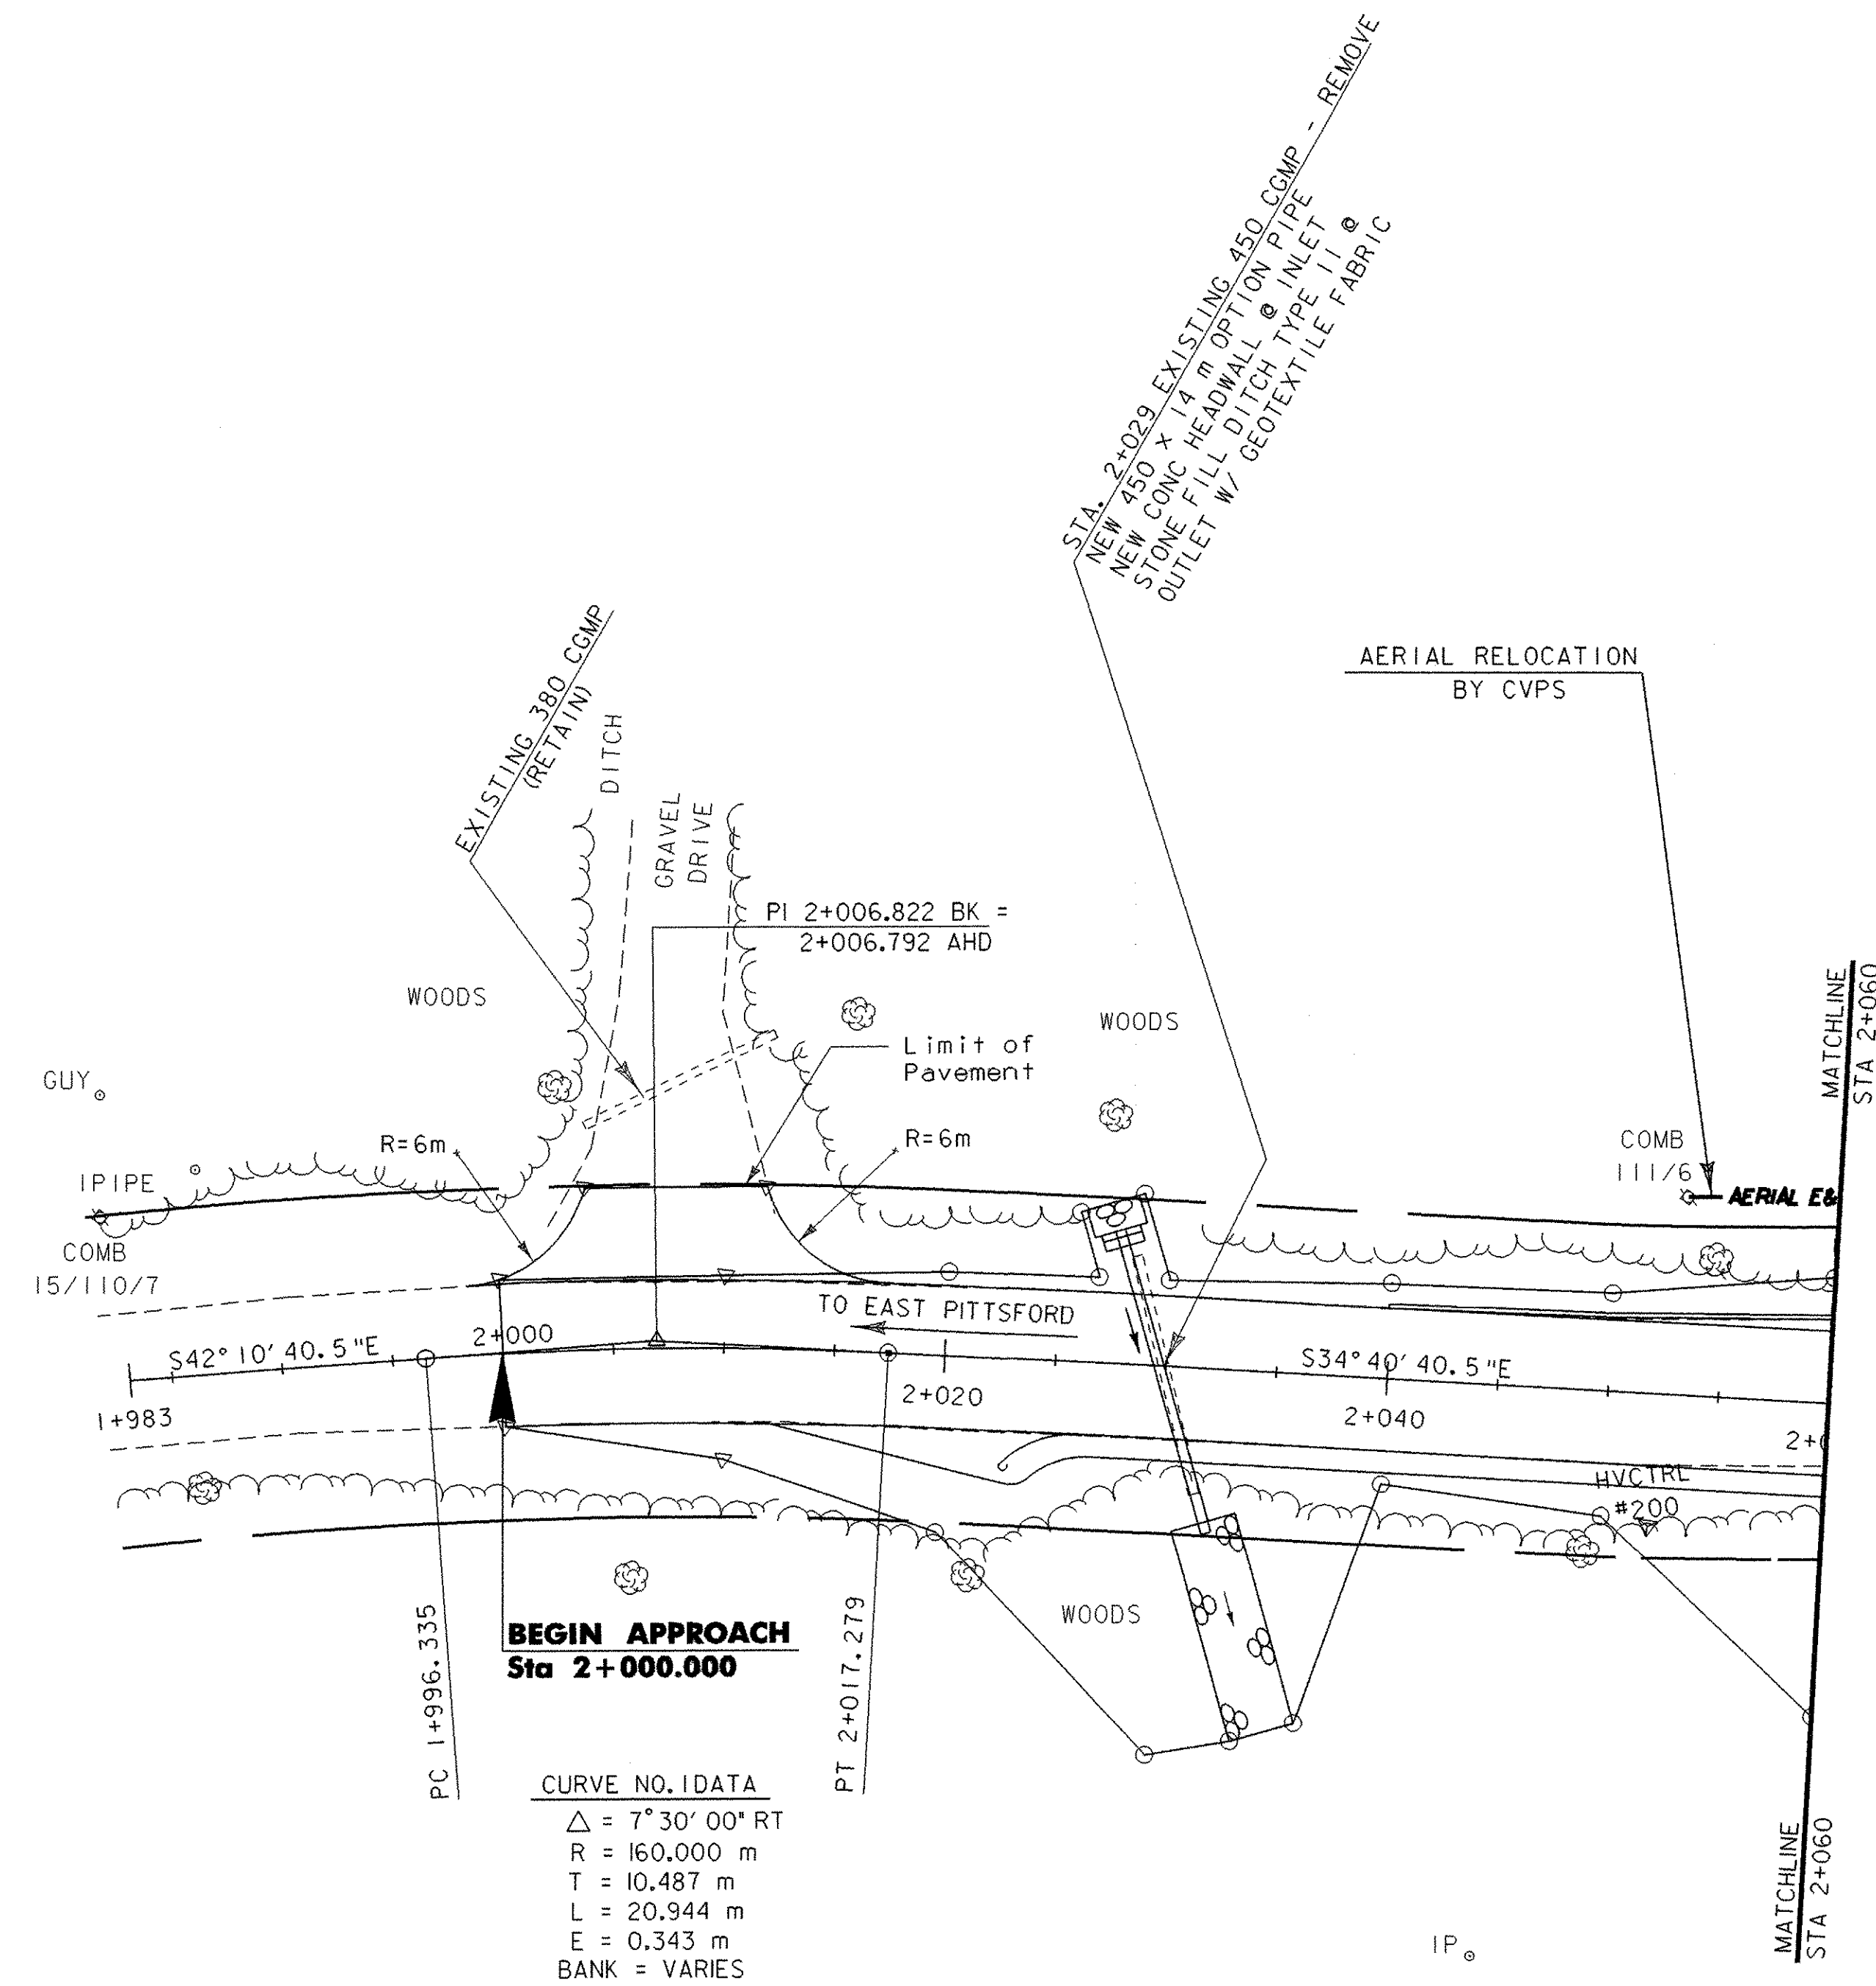 STA. 2+029 EXISTING 450 CGMP - REMOVE
NEW 450 X 14 m OPTION PIPE
NEW CONC HEADWALL @ INLET
STONE FILL DITCH TYPE II @
OUTLET W/ GEOTEXTILE FABRIC
EXISTING 380 CGMP
(RETAIN)
DITCH
GRAVEL
DRIVE
AERIAL RELOCATION
BY CVPS
PI 2+006.822 BK =
2+006.792 AHD
WOODS
WOODS
Limit of
Pavement
MATCHLINE
STA 2+060
GUY
R=6m
R=6m
COMB
111/6
AERIAL E&
IPIPE
COMB
15/110/7
TO EAST PITTSFORD
2+000
S42°10'40.5"E
S34°40'40.5"E
1+983
2+020
2+040
2+0
HVCTRL
#200
WOODS
BEGIN APPROACH
Sta 2+000.000
PC 1+996.335
PT 2+017.279
CURVE NO. 1 DATA
△ = 7°30'00" RT
R = 160.000 m
T = 10.487 m
L = 20.944 m
E = 0.343 m
BANK = VARIES
MATCHLINE
STA 2+060
IP